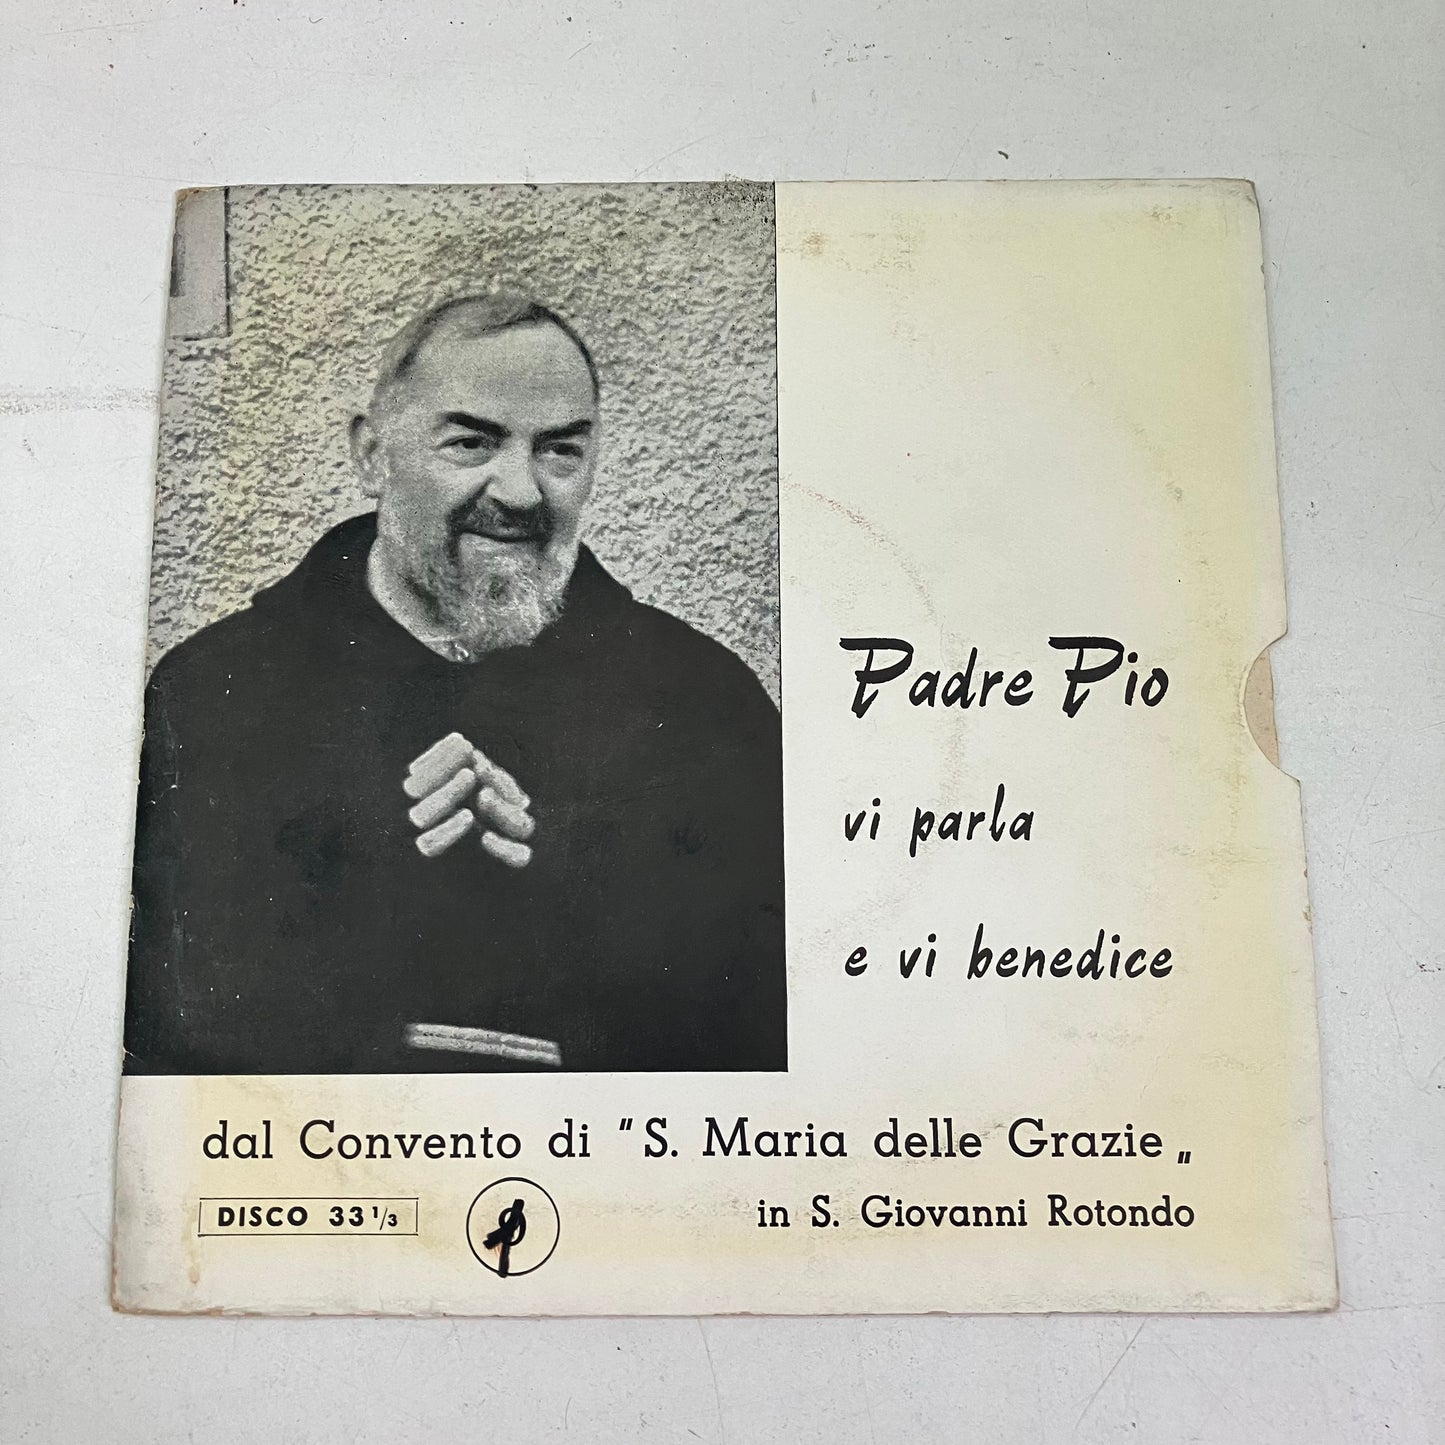 Padre Pio
vi parla
e vi benedice
dal Convento di "S. Maria delle Grazie„
in S. Giovanni Rotondo
DISCO 33 1/3